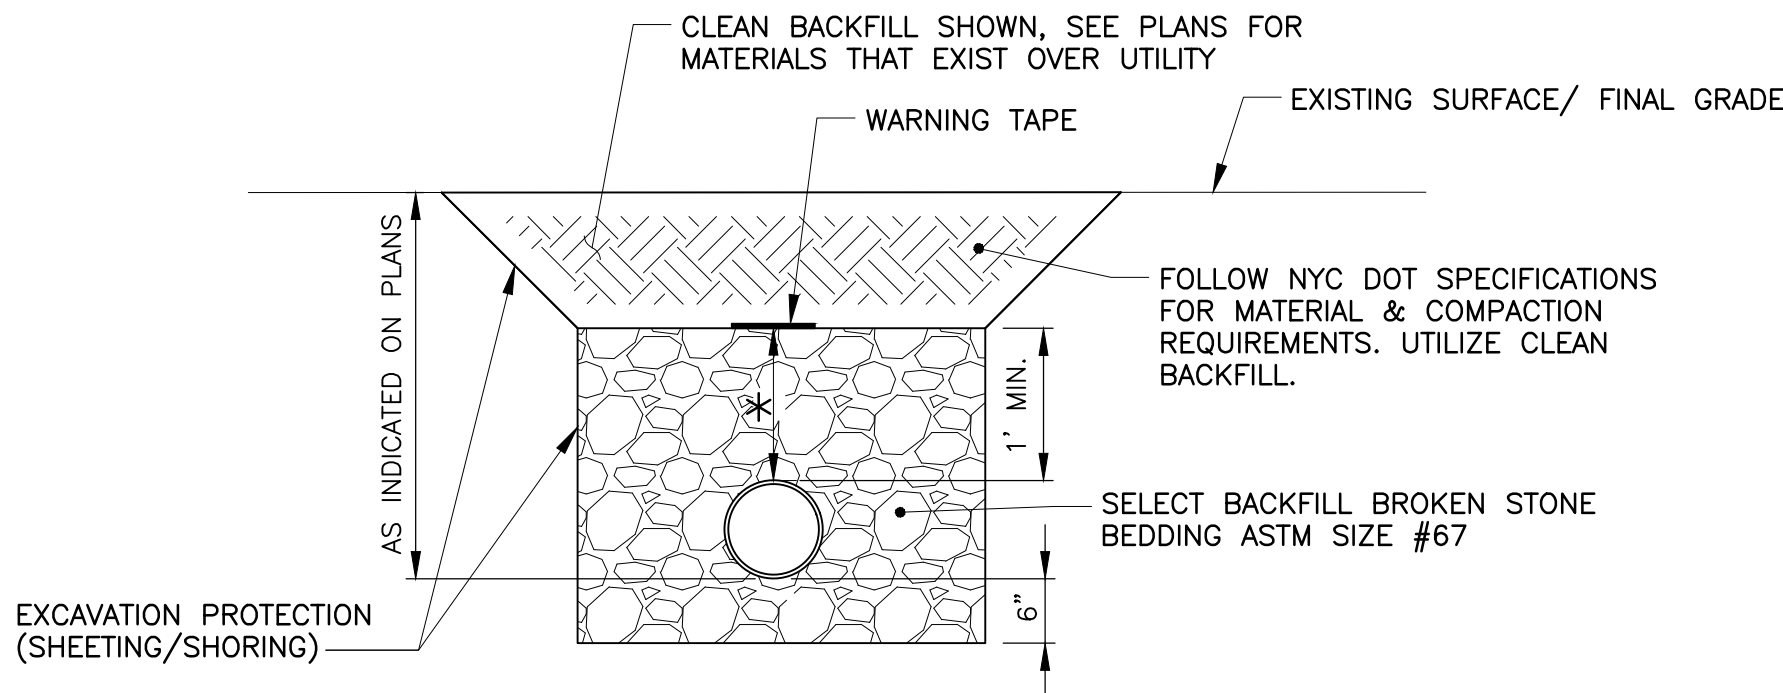 CLEAN BACKFILL SHOWN, SEE PLANS FOR
MATERIALS THAT EXIST OVER UTILITY
EXISTING SURFACE/ FINAL GRADE
WARNING TAPE
AS INDICATED ON PLANS
FOLLOW NYC DOT SPECIFICATIONS
FOR MATERIAL & COMPACTION
REQUIREMENTS. UTILIZE CLEAN
BACKFILL.
1' MIN.
*
SELECT BACKFILL BROKEN STONE
BEDDING ASTM SIZE #67
6"
EXCAVATION PROTECTION
(SHEETING/SHORING)